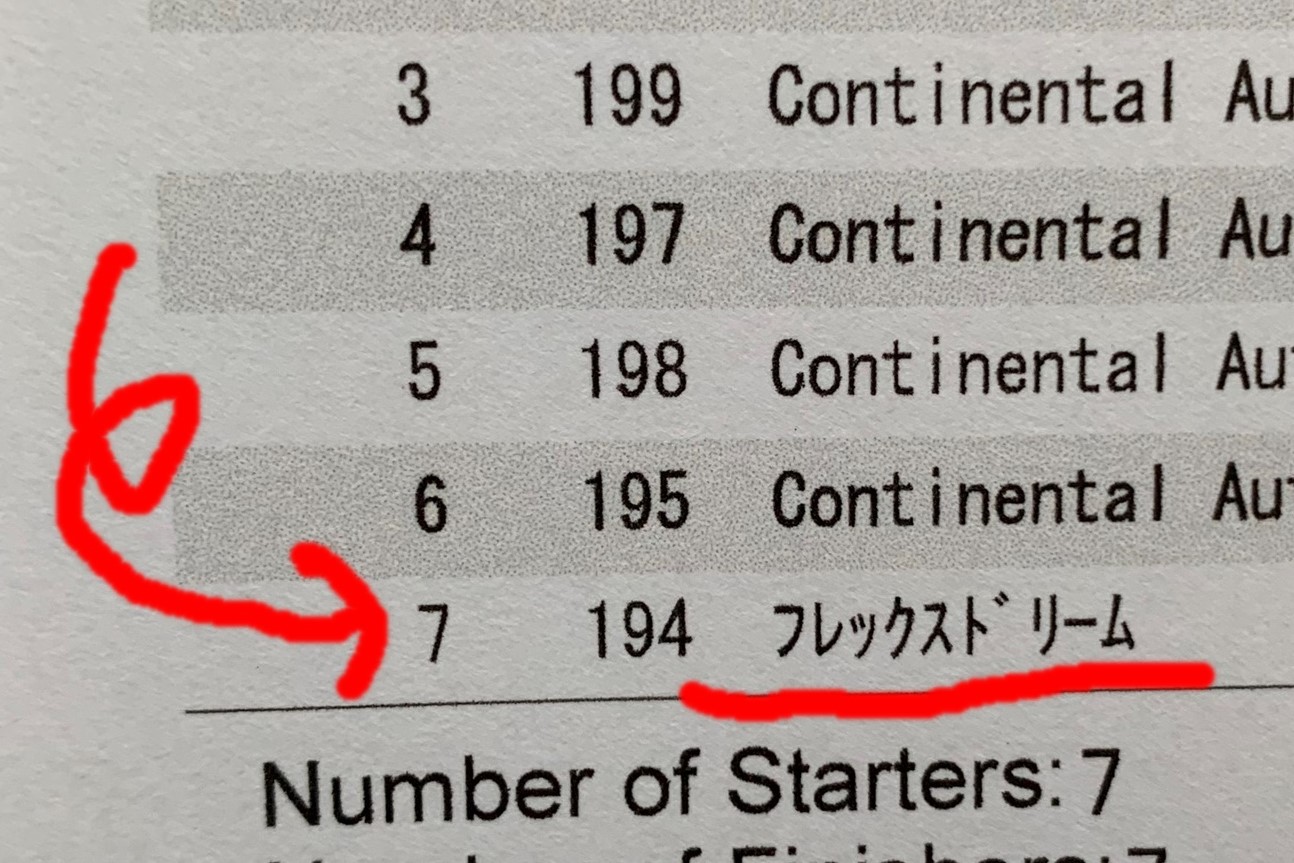 3 199 Continental Au
4 197 Continental Au
5 198 Continental Au
6 195 Continental Au
7 194 フレックスドリーム
Number of Starters: 7